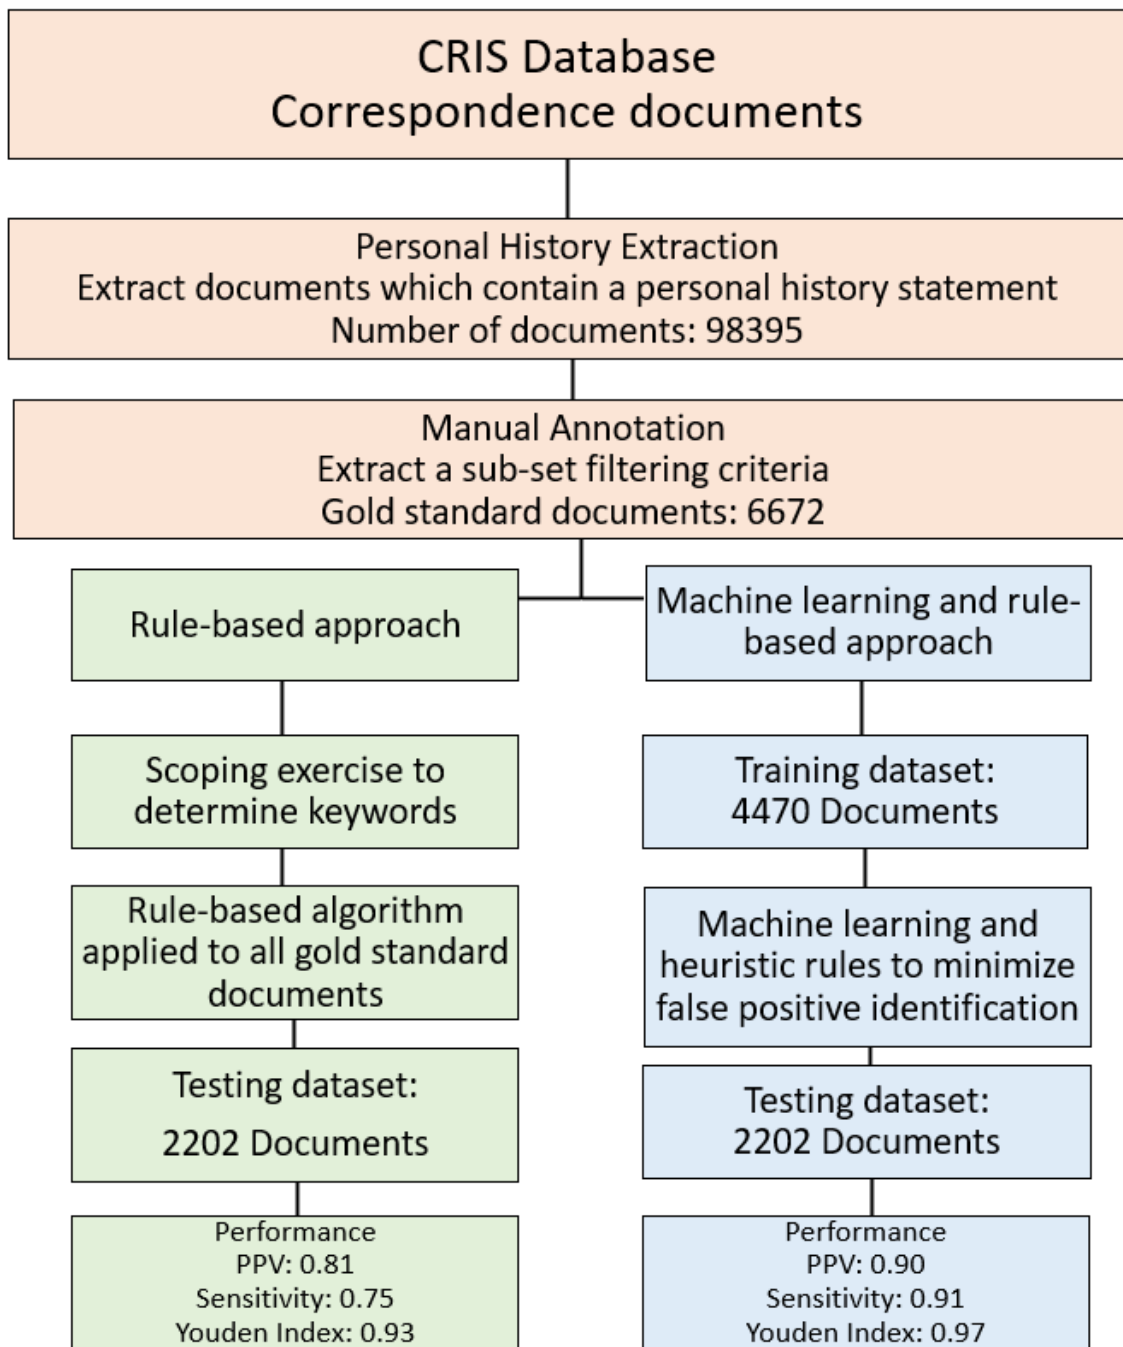 CRIS Database
Correspondence documents
Personal History Extraction
Extract documents which contain a personal history statement
Number of documents: 98395
Manual Annotation
Extract a sub-set filtering criteria
Gold standard documents: 6672
Rule-based approach
Scoping exercise to
determine keywords
Rule-based algorithm
applied to all gold standard
documents
Testing dataset:
2202 Documents
Performance
PPV: 0.81
Sensitivity: 0.75
Youden Index: 0.93
Machine learning and rule-
based approach
Training dataset:
4470 Documents
Machine learning and
heuristic rules to minimize
false positive identification
Testing dataset:
2202 Documents
Performance
PPV: 0.90
Sensitivity: 0.91
Youden Index: 0.97